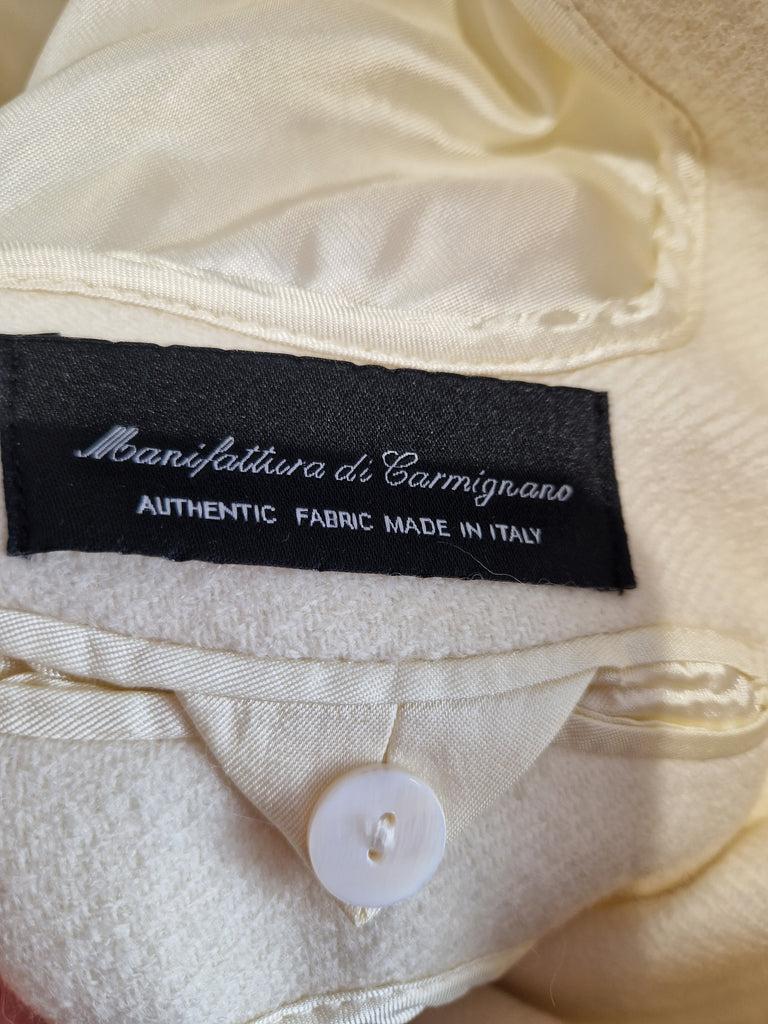 Manifattura di Carmignano
AUTHENTIC FABRIC MADE IN ITALY